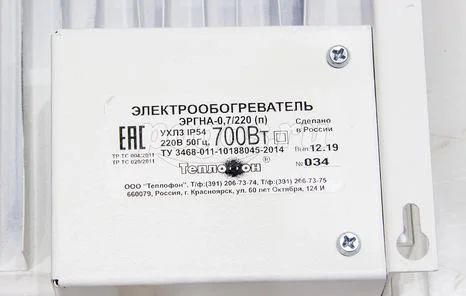 ЭЛЕКТРООБОГРЕВАТЕЛЬ
ЭРГНА-0,7/220 (п)
EAC
ТР ТС 004/2011
ТР ТС 020/2011
УХЛ3 IP54
220В 50Гц.
700Вт
Сделано
в России
ТУ 3468-011-10188045-2014
Вып 12.19
Теплофон ®
№ 034
ООО "Теплофон", Т/ф:(391) 206-73-74, Т/ф:(391) 206-73-75
660079, Россия, г. Красноярск, ул. 60 лет Октября, 124 И